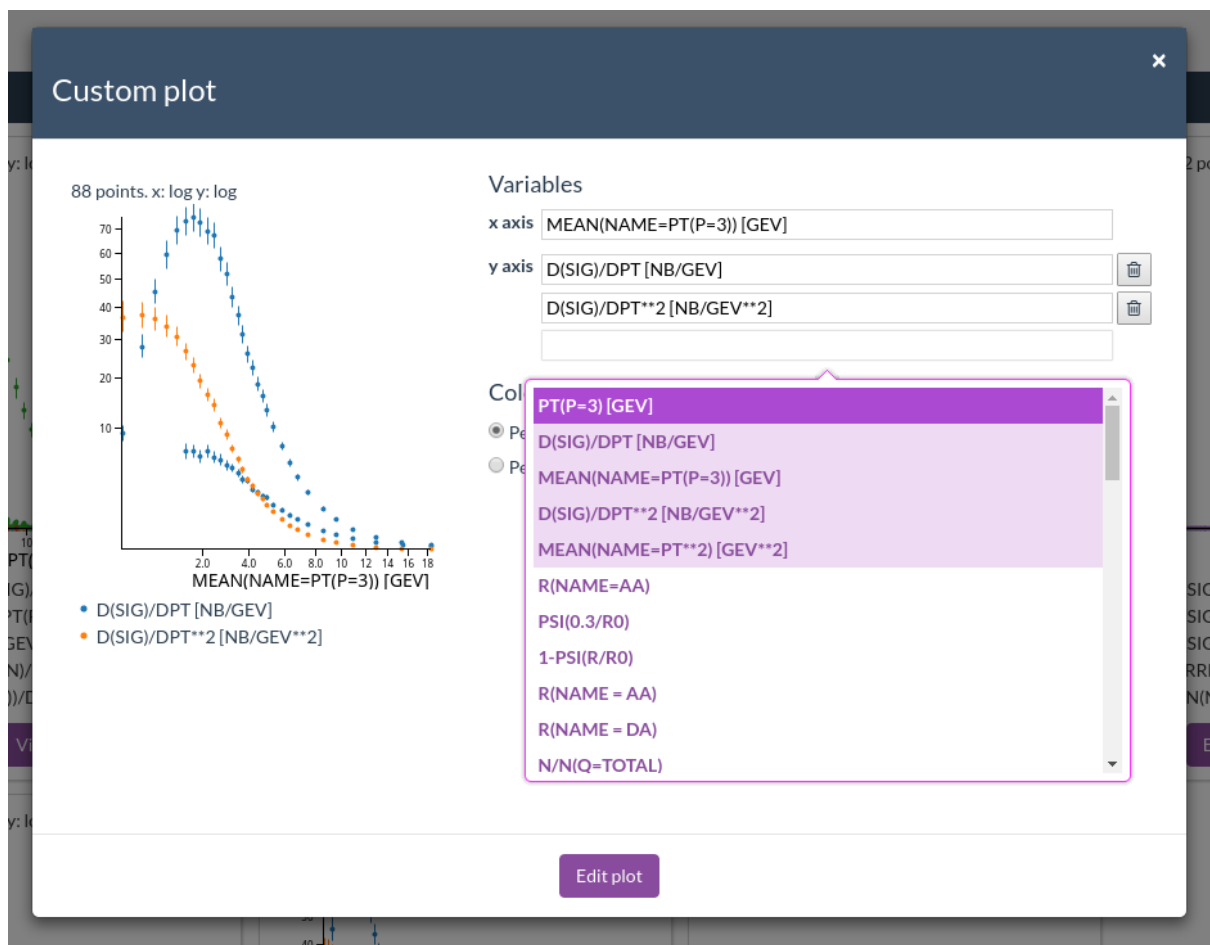 ×
Custom plot
88 points. x: log y: log
70
60
50
40
30
20
10
2.0 4.0 6.0 8.0 10 12 14 16 18
MEAN(NAME=PT(P=3)) [GEV]
D(SIG)/DPT [NB/GEV]
D(SIG)/DPT**2 [NB/GEV**2]
Variables
x axis MEAN(NAME=PT(P=3)) [GEV]
y axis D(SIG)/DPT [NB/GEV]
D(SIG)/DPT**2 [NB/GEV**2]
PT(P=3) [GEV]
D(SIG)/DPT [NB/GEV]
MEAN(NAME=PT(P=3)) [GEV]
D(SIG)/DPT**2 [NB/GEV**2]
MEAN(NAME=PT**2) [GEV**2]
R(NAME=AA)
PSI(0.3/R0)
1-PSI(R/R0)
R(NAME = AA)
R(NAME = DA)
N/N(Q=TOTAL)
Edit plot
40